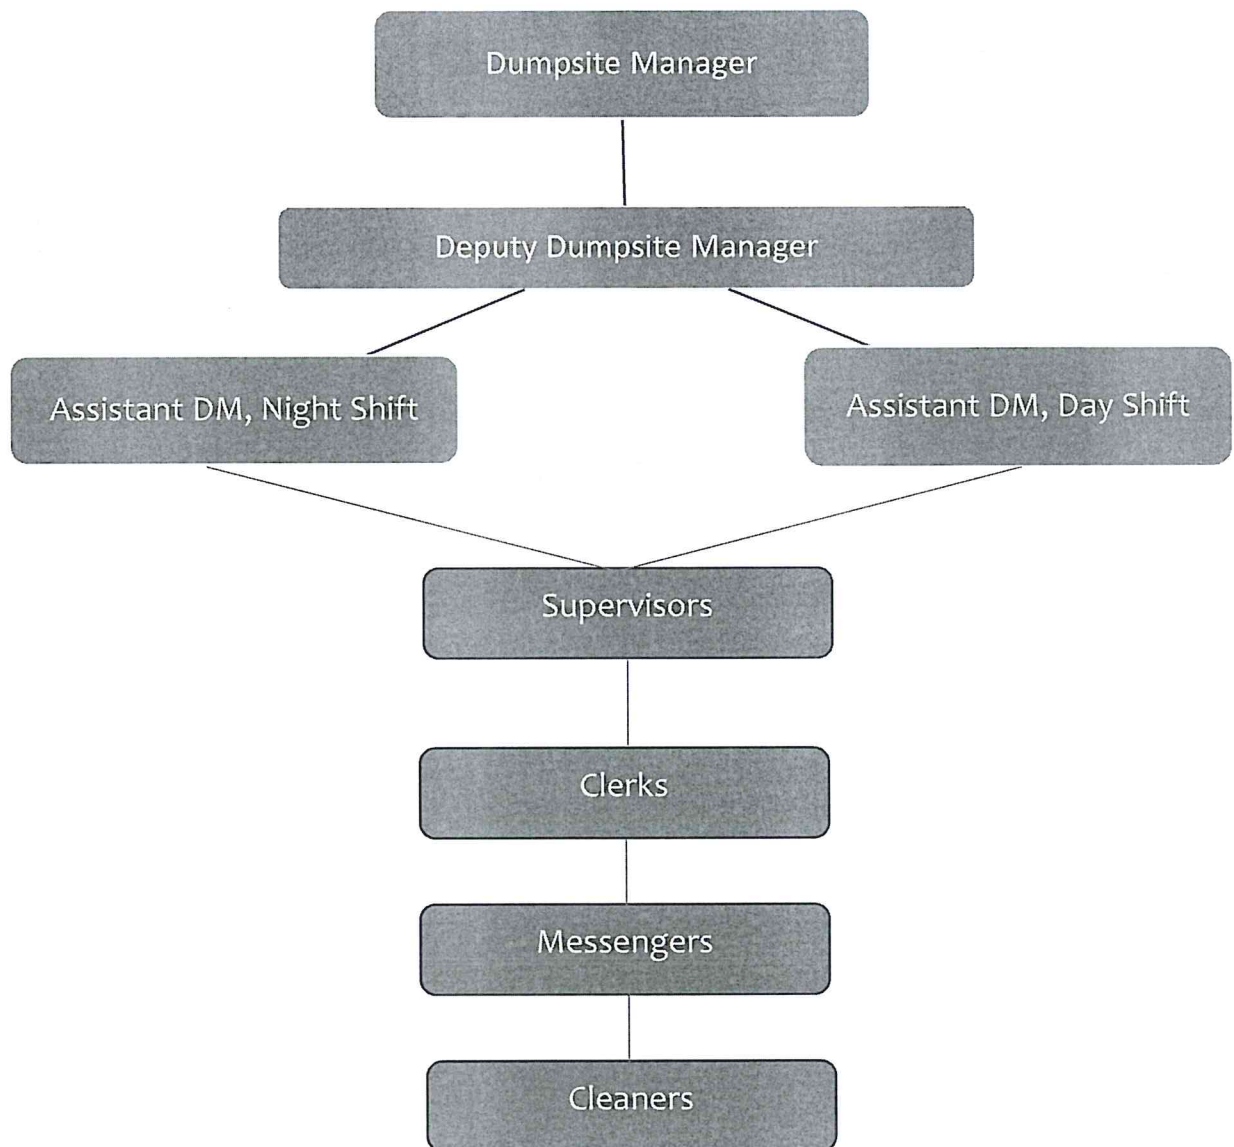 Dumpsite Manager
Deputy Dumpsite Manager
Assistant DM, Night Shift
Assistant DM, Day Shift
Supervisors
Clerks
Messengers
Cleaners